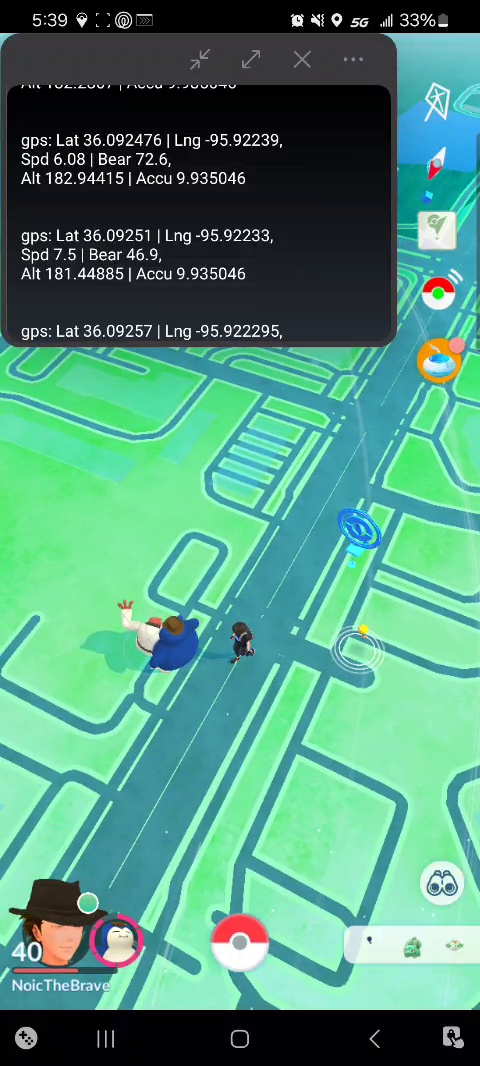 5:39
5G
33%
Alt 182.2807 | Accu 9.935046
gps: Lat 36.092476 | Lng -95.92239,
Spd 6.08 | Bear 72.6,
Alt 182.94415 | Accu 9.935046
gps: Lat 36.09251 | Lng -95.92233,
Spd 7.5 | Bear 46.9,
Alt 181.44885 | Accu 9.935046
gps: Lat 36.09257 | Lng -95.922295,
40
NoicTheBrave